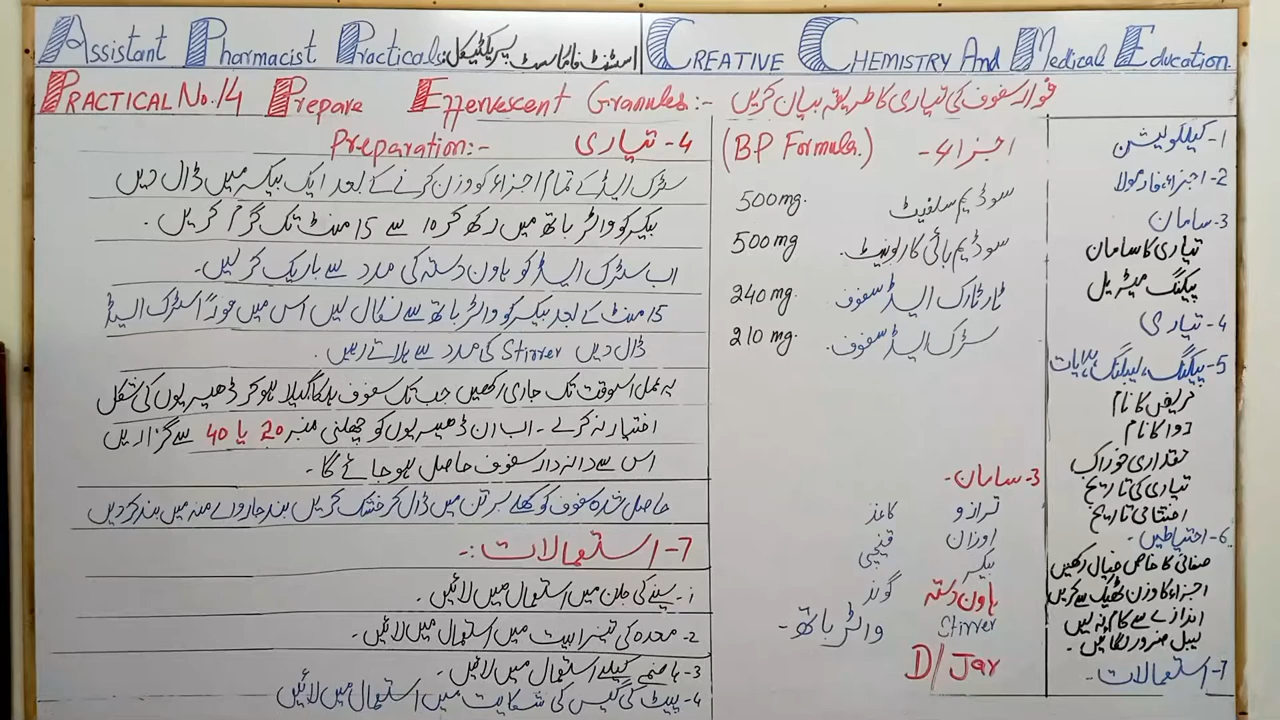 Assistant Pharmacist Practicals: اسٹنٹ فارماسسٹ پریکٹیکل
CREATIVE CHEMISTRY And Medical Education
PRACTICAL No. 14 Prepare Effervescent Granules:- فوارہ سفوف کی تیاری کا طریقہ بیان کریں
1- کیلکولیشن
2- اجزاء، فارمولا
3- سامان
تیاری کا سامان
پیکنگ میٹریل
4- تیاری
5- پیکنگ، لیبلنگ، ہدایات
مریض کا نام
دوا کا نام
مقداری خوراک
تیاری کی تاریخ
اختتامی تاریخ
6- احتیاطیں۔
صفائی کا خاص خیال رکھیں
اجزاء کا وزن ٹھیک سے کریں
اندازے سے کام نہ لیں
لیبل ضرور لگائیں۔
7- استعمالات۔
اجزاء 4- (BP Formula.)
سوڈیم سلفیٹ 500mg.
سوڈیم بائی کاربونیٹ۔ 500mg
ٹارٹارک ایسڈ سفوف 240mg.
سٹرک ایسڈ سفوف۔ 210mg.
3- سامان۔
ترازو کاغذ
اوزان قینچی
بیکر گوند
ہاون دستہ
Stirrer واٹر باتھ۔
D/Jar
4- تیاری Preparation:-
سٹرک ایسڈ کے تمام اجزاء کو وزن کرنے کے بعد ایک بیکر میں ڈال دیں
بیکر کو واٹر باتھ میں رکھ کر 10 سے 15 منٹ تک گرم کریں۔
اب سٹرک ایسڈ کو ہاون دستہ کی مدد سے باریک کر لیں۔
15 منٹ کے بعد بیکر کو واٹر باتھ سے نکال لیں اس میں فوراً سٹرک ایسڈ
ڈال دیں Stirrer کی مدد سے ہلاتے رہیں۔
یہ عمل اسوقت تک جاری رکھیں جب تک سفوف ہلکا گیلا ہوکر ڈھیریوں کی شکل
اختیار نہ کرلے۔ اب ان ڈھیریوں کو چھلنی نمبر 20 یا 40 سے گزاریں
اس سے دانہ دار سفوف حاصل ہو جائے گا۔
حاصل شدہ سفوف کو کھلے برتن میں ڈال کر خشک کریں بند جار والے منہ میں بند کر دیں
7- استعمالات:-
1- سینے کی جلن میں استعمال میں لائیں۔
2- معدہ کی تیزابیت میں استعمال میں لائیں۔
3- ہاضمے کیلئے استعمال میں لائیں۔
4- پیٹ کی گیس کی شکایت میں استعمال میں لائیں